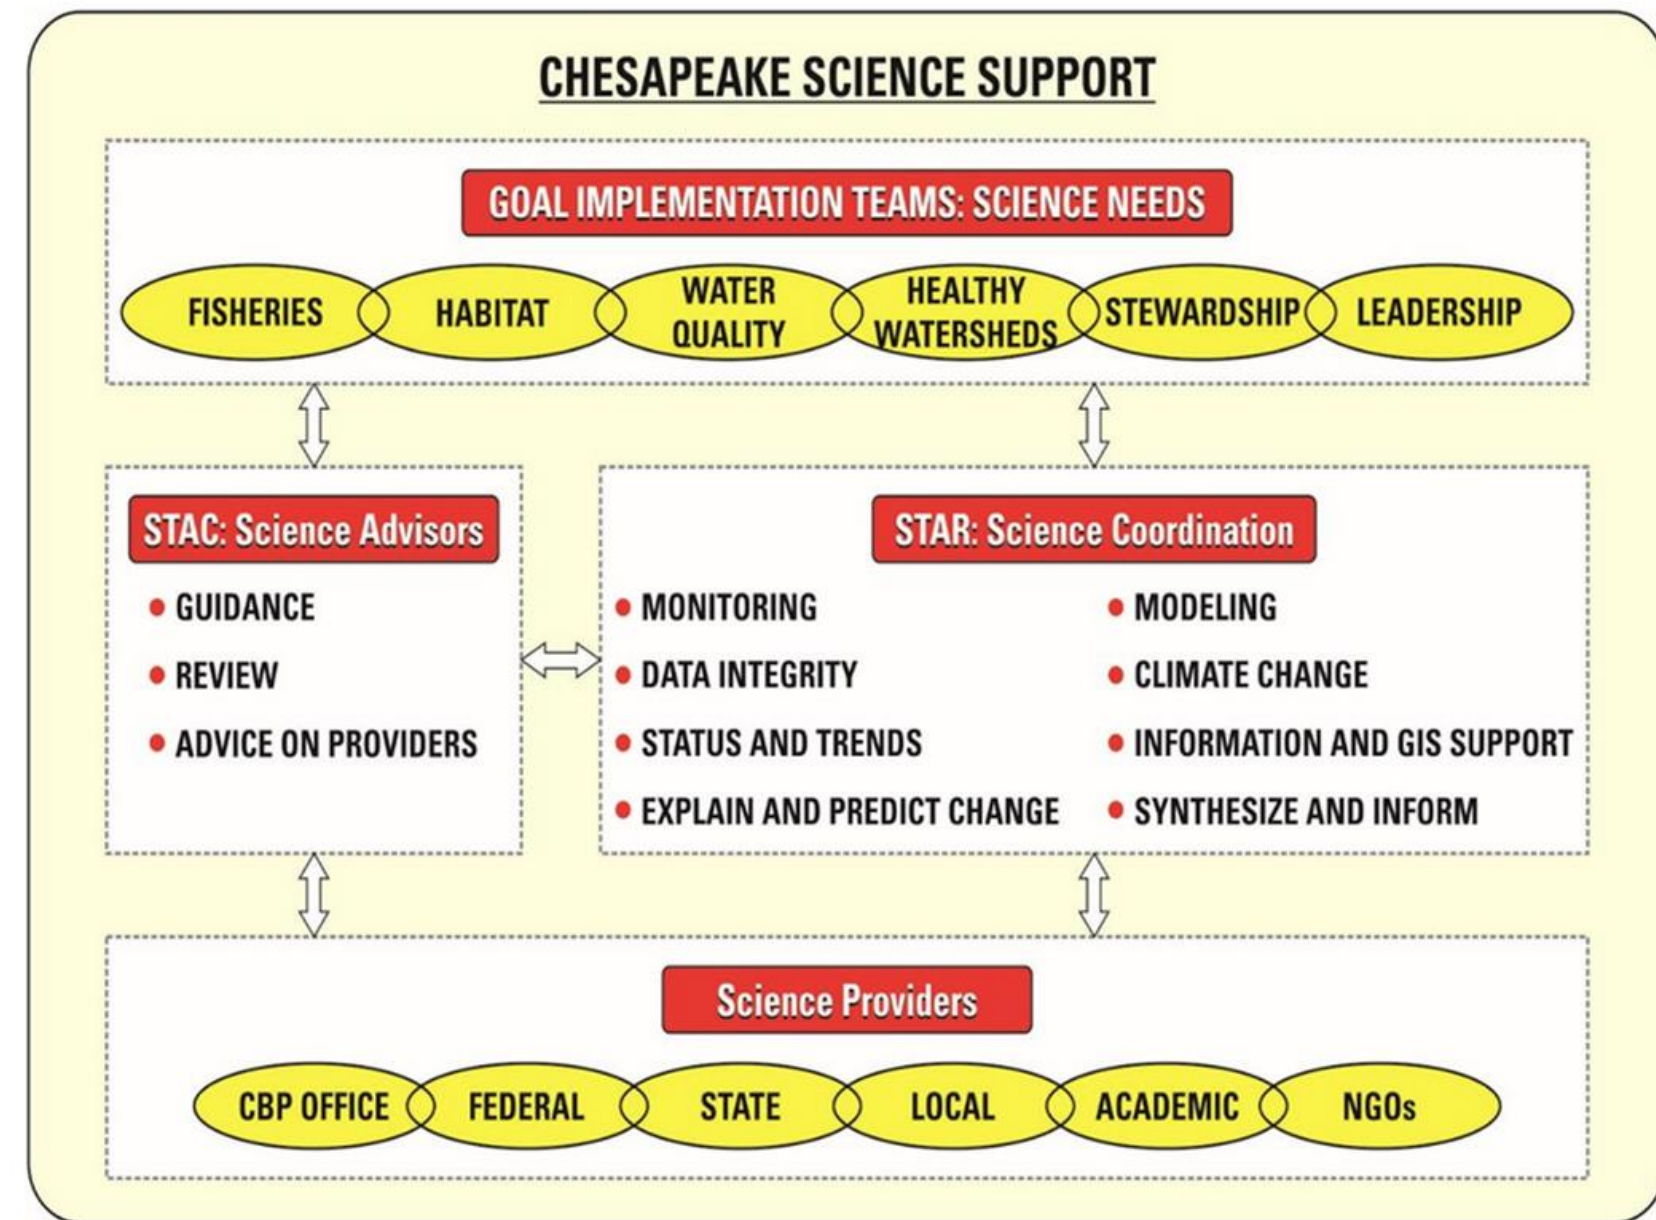 CHESAPEAKE SCIENCE SUPPORT
GOAL IMPLEMENTATION TEAMS: SCIENCE NEEDS
FISHERIES
HABITAT
WATER
QUALITY
HEALTHY
WATERSHEDS
STEWARDSHIP
LEADERSHIP
STAC: Science Advisors
GUIDANCE
REVIEW
ADVICE ON PROVIDERS
STAR: Science Coordination
MONITORING
DATA INTEGRITY
STATUS AND TRENDS
EXPLAIN AND PREDICT CHANGE
MODELING
CLIMATE CHANGE
INFORMATION AND GIS SUPPORT
SYNTHESIZE AND INFORM
Science Providers
CBP OFFICE
FEDERAL
STATE
LOCAL
ACADEMIC
NGOs